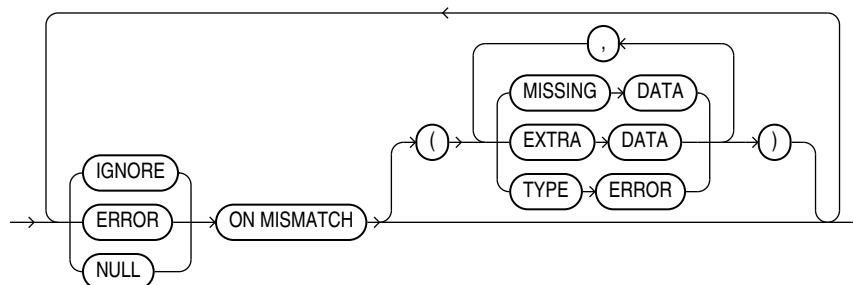 ,
MISSING DATA
( EXTRA DATA )
TYPE ERROR
IGNORE
ERROR ON MISMATCH
NULL